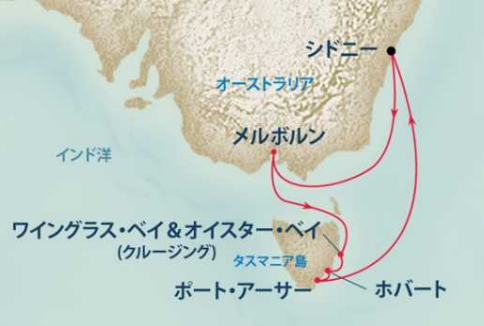 シドニー
オーストラリア
メルボルン
インド洋
ワイングラス・ベイ&オイスター・ベイ
(クルージング)
タスマニア島
ポート・アーサー
ホバート